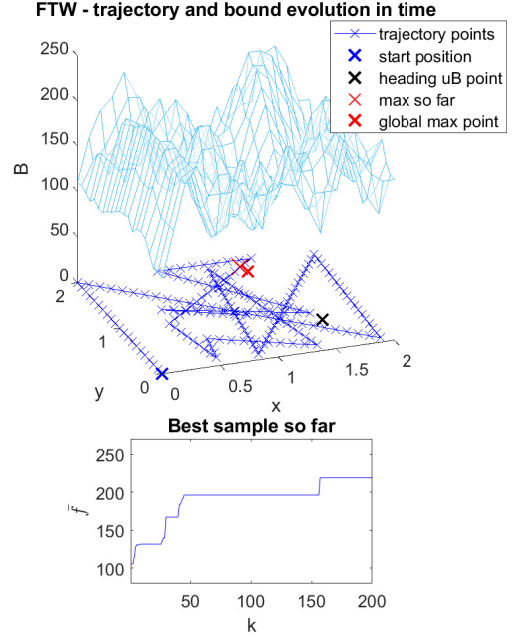 FTW - trajectory and bound evolution in time
trajectory points
start position
heading uB point
max so far
global max point
250
200
150
100
50
0
B
2
1
0
y
0
0.5
1
1.5
2
x
Best sample so far
250
200
150
100
f̄
50
100
150
200
k